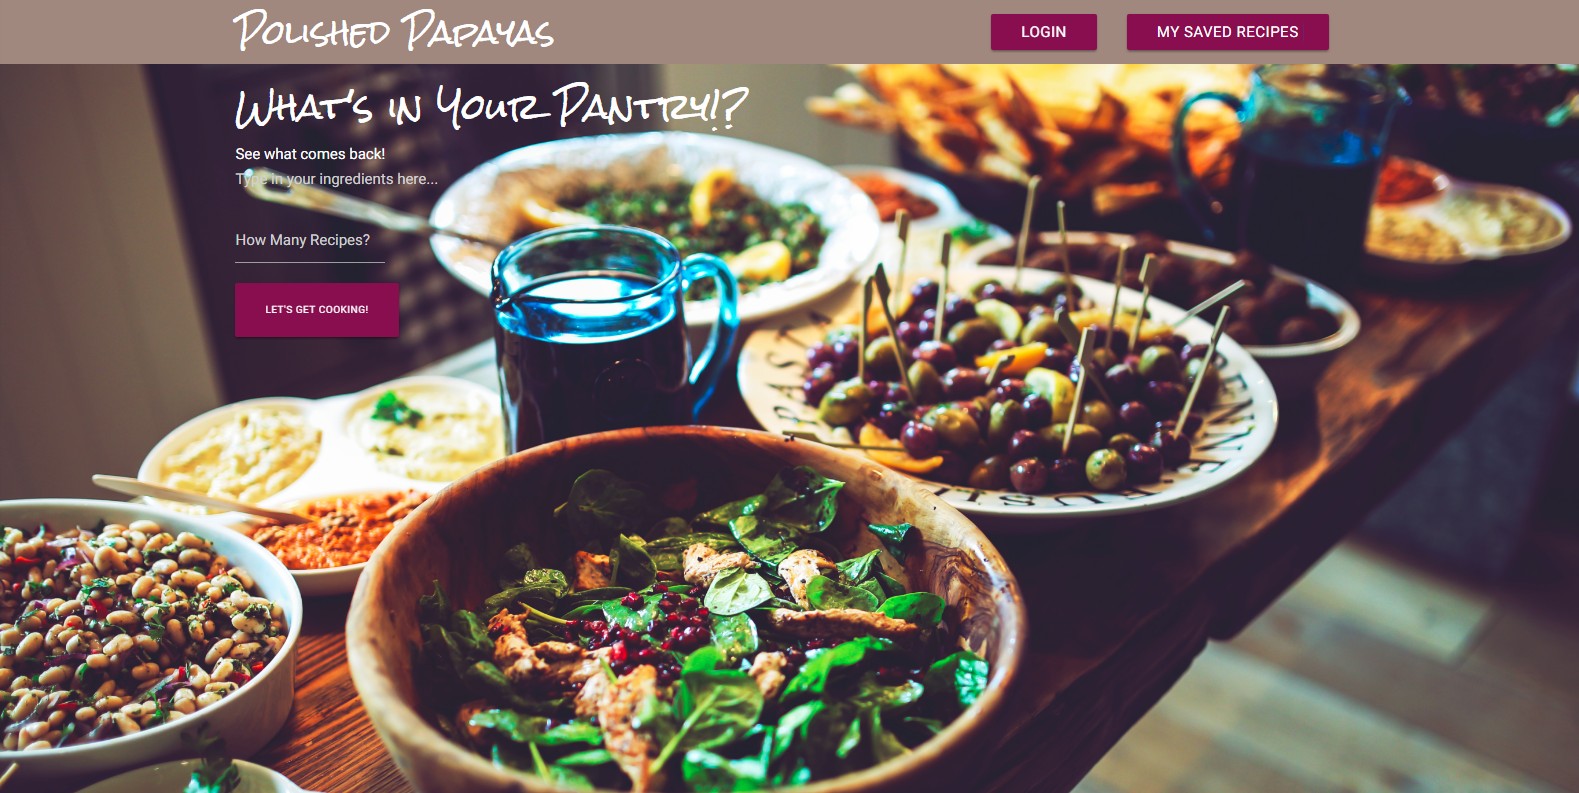 Polished Papayas
LOGIN
MY SAVED RECIPES
What's in Your Pantry!?
See what comes back!
Type in your ingredients here...
How Many Recipes?
LET'S GET COOKING!